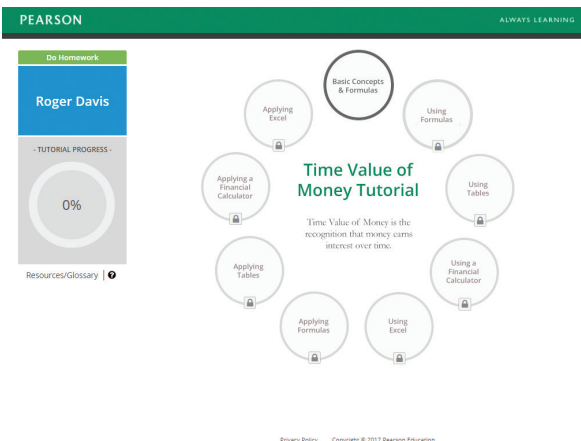 PEARSON
ALWAYS LEARNING
Do Homework
Roger Davis
- TUTORIAL PROGRESS -
0%
Resources/Glossary | ?
Basic Concepts
& Formulas
Using
Formulas
Using
Tables
Using a
Financial
Calculator
Using
Excel
Applying
Formulas
Applying
Tables
Applying a
Financial
Calculator
Applying
Excel
Time Value of
Money Tutorial
Time Value of Money is the
recognition that money earns
interest over time.
Privacy Policy Copyright © 2017 Pearson Education